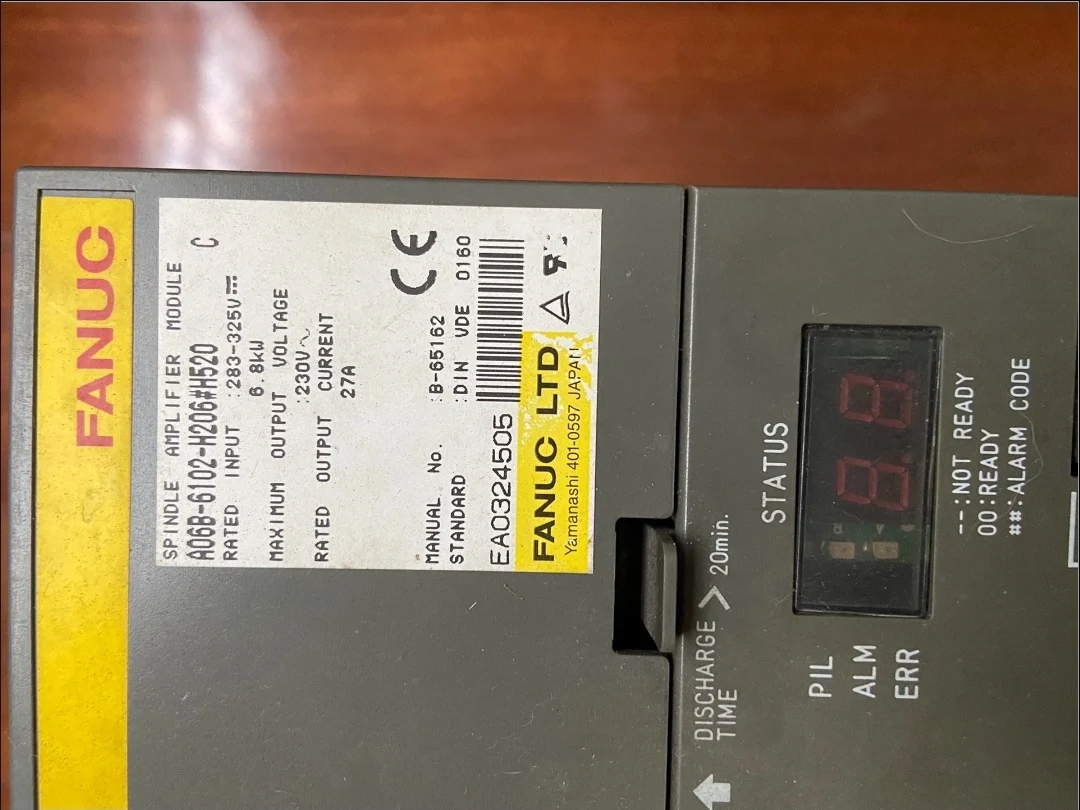 FANUC
SPINDLE AMPLIFIER MODULE
A06B-6102-H206#H520 C
RATED INPUT :283-325V
6.8kW
MAXIMUM OUTPUT VOLTAGE
:230V~
RATED OUTPUT CURRENT
27A
CE
MANUAL No. :B-65162
STANDARD :DIN VDE 0160
EA0324505
FANUC LTD
Yamanashi 401-0597 JAPAN
DISCHARGE TIME > 20min.
STATUS
88
PIL
ALM
ERR
--:NOT READY
00:READY
##:ALARM CODE